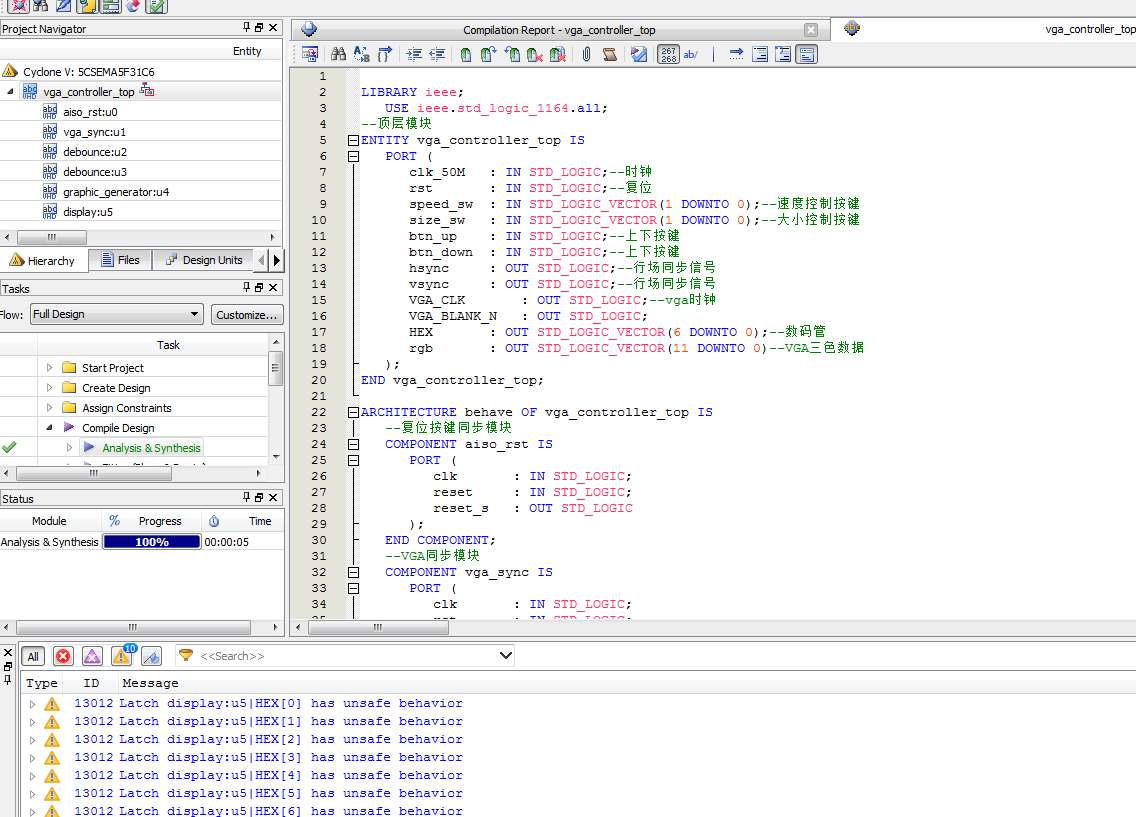 Project Navigator
Entity
Cyclone V: 5CSEMA5F31C6
vga_controller_top
aiso_rst:u0
vga_sync:u1
debounce:u2
debounce:u3
graphic_generator:u4
display:u5
Hierarchy Files Design Units
Tasks
Flow: Full Design Customize...
Task
Start Project
Create Design
Assign Constraints
Compile Design
Analysis & Synthesis
Status
Module % Progress Time
Analysis & Synthesis 100% 00:00:05
Compilation Report - vga_controller_top
vga_controller_top
267
268
ab/
1
2 LIBRARY ieee;
3 USE ieee.std_logic_1164.all;
4 --顶层模块
5 ENTITY vga_controller_top IS
6 PORT (
7 clk_50M : IN STD_LOGIC;--时钟
8 rst : IN STD_LOGIC;--复位
9 speed_sw : IN STD_LOGIC_VECTOR(1 DOWNTO 0);--速度控制按键
10 size_sw : IN STD_LOGIC_VECTOR(1 DOWNTO 0);--大小控制按键
11 btn_up : IN STD_LOGIC;--上下按键
12 btn_down : IN STD_LOGIC;--上下按键
13 hsync : OUT STD_LOGIC;--行场同步信号
14 vsync : OUT STD_LOGIC;--行场同步信号
15 VGA_CLK : OUT STD_LOGIC;--vga时钟
16 VGA_BLANK_N : OUT STD_LOGIC;
17 HEX : OUT STD_LOGIC_VECTOR(6 DOWNTO 0);--数码管
18 rgb : OUT STD_LOGIC_VECTOR(11 DOWNTO 0)--VGA三色数据
19 );
20 END vga_controller_top;
21
22 ARCHITECTURE behave OF vga_controller_top IS
23 --复位按键同步模块
24 COMPONENT aiso_rst IS
25 PORT (
26 clk : IN STD_LOGIC;
27 reset : IN STD_LOGIC;
28 reset_s : OUT STD_LOGIC
29 );
30 END COMPONENT;
31 --VGA同步模块
32 COMPONENT vga_sync IS
33 PORT (
34 clk : IN STD_LOGIC;
All 10 <<Search>>
Type ID Message
13012 Latch display:u5|HEX[0] has unsafe behavior
13012 Latch display:u5|HEX[1] has unsafe behavior
13012 Latch display:u5|HEX[2] has unsafe behavior
13012 Latch display:u5|HEX[3] has unsafe behavior
13012 Latch display:u5|HEX[4] has unsafe behavior
13012 Latch display:u5|HEX[5] has unsafe behavior
13012 Latch display:u5|HEX[6] has unsafe behavior